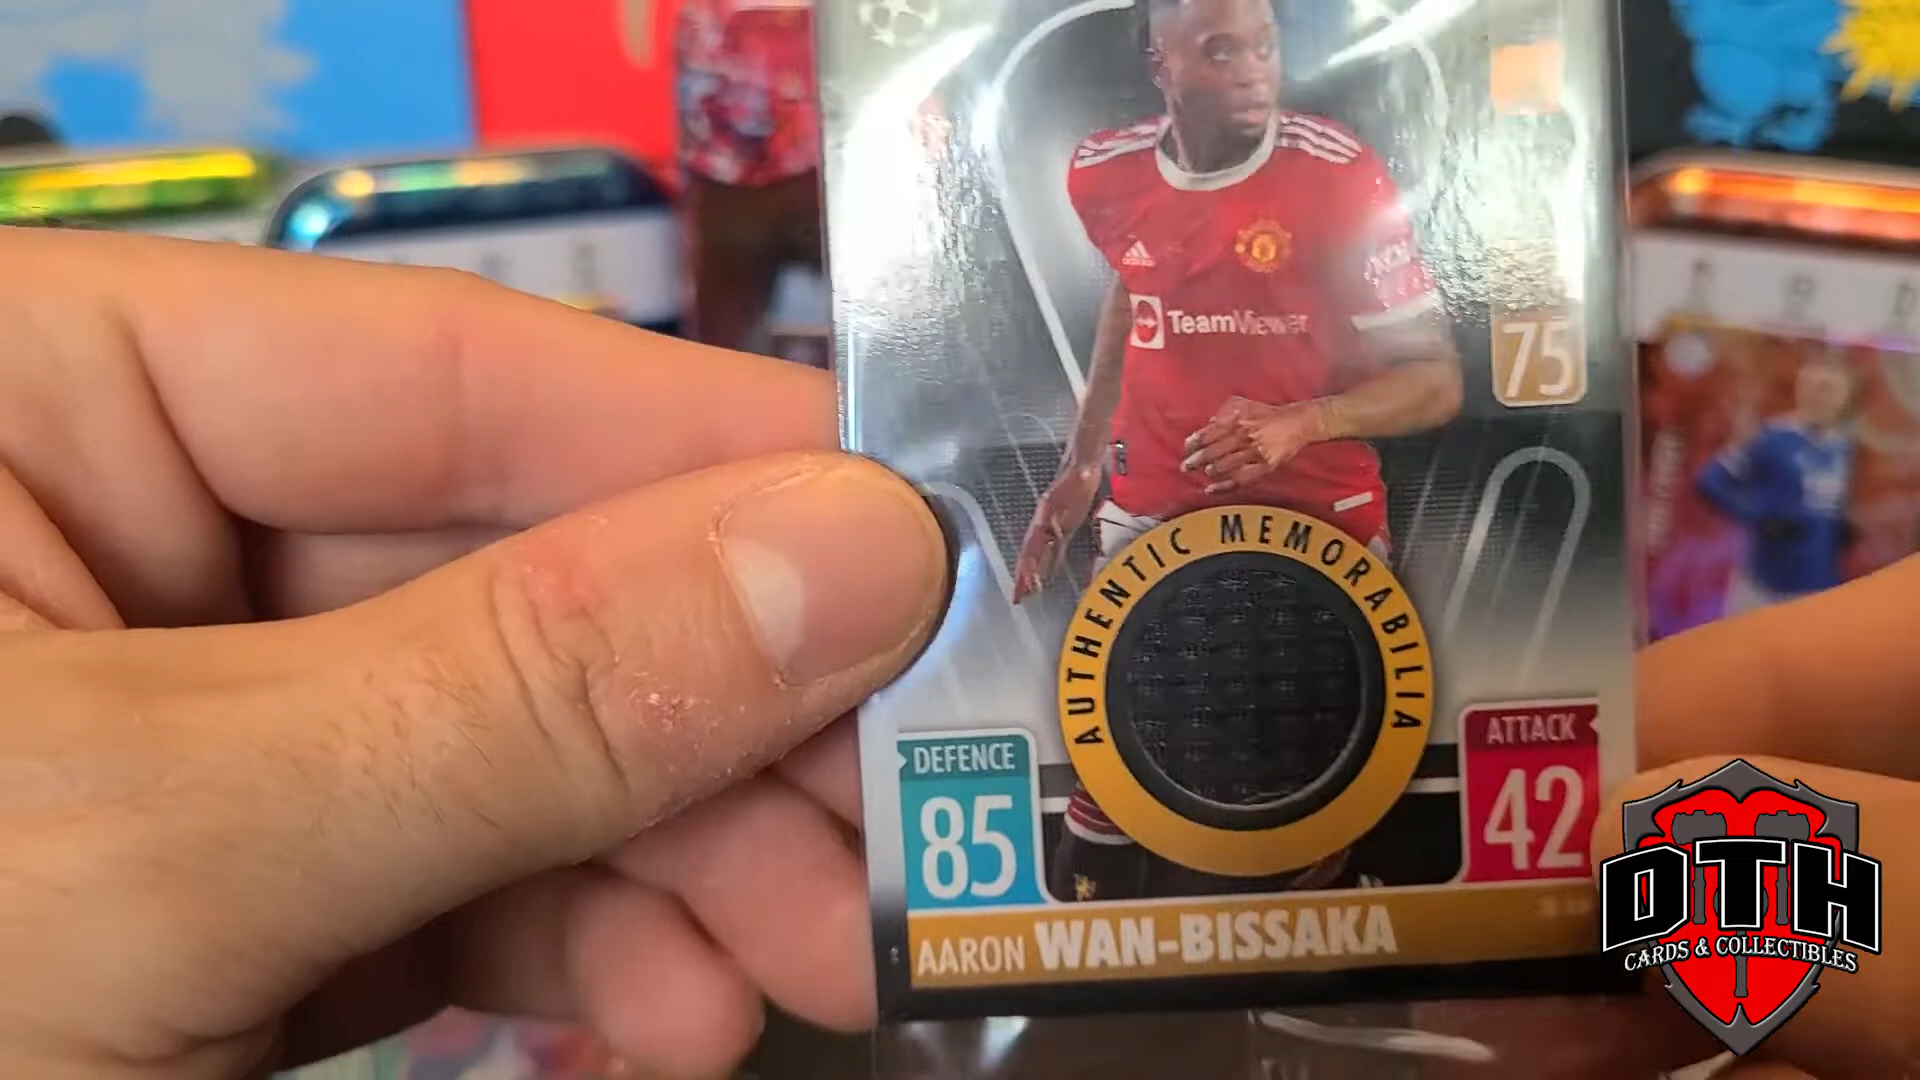 TeamViewer
75
AUTHENTIC MEMORABILIA
DEFENCE
85
ATTACK
42
AARON WAN-BISSAKA
DTH
CARDS & COLLECTIBLES